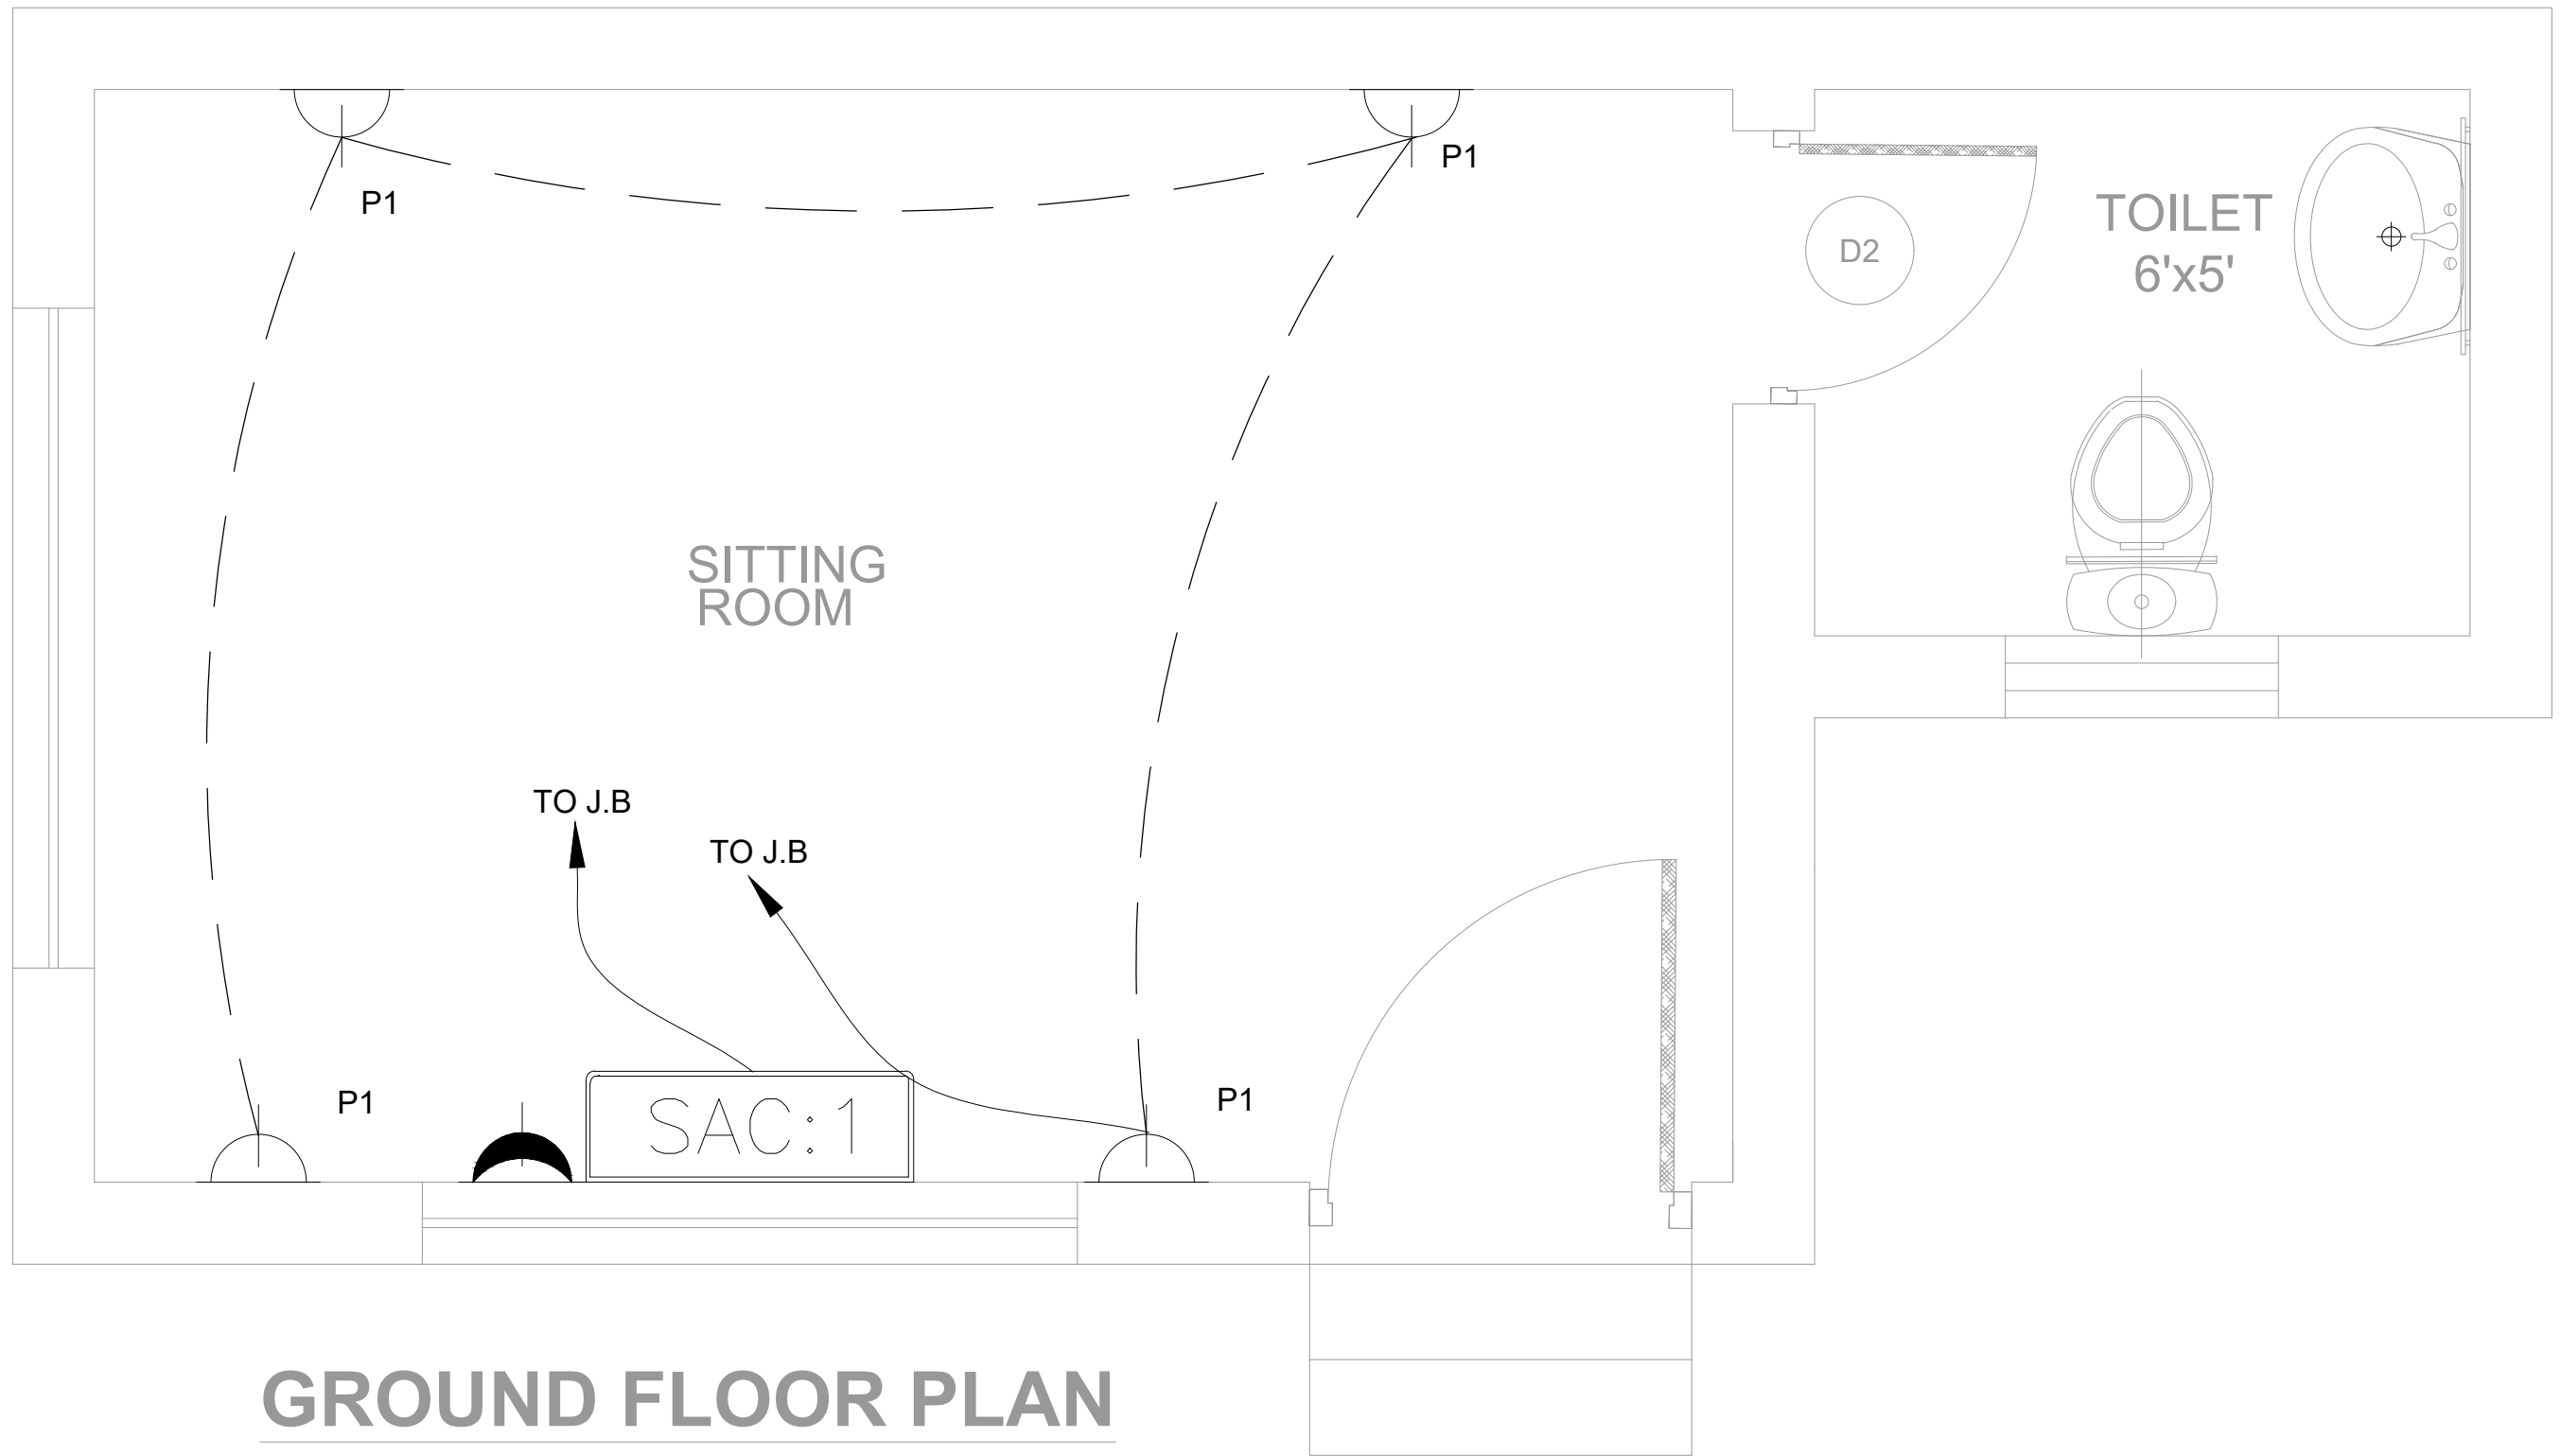 P1
P1
TOILET
6'x5'
D2
SITTING
ROOM
TO J.B
TO J.B
P1
SAC:1
P1
GROUND FLOOR PLAN